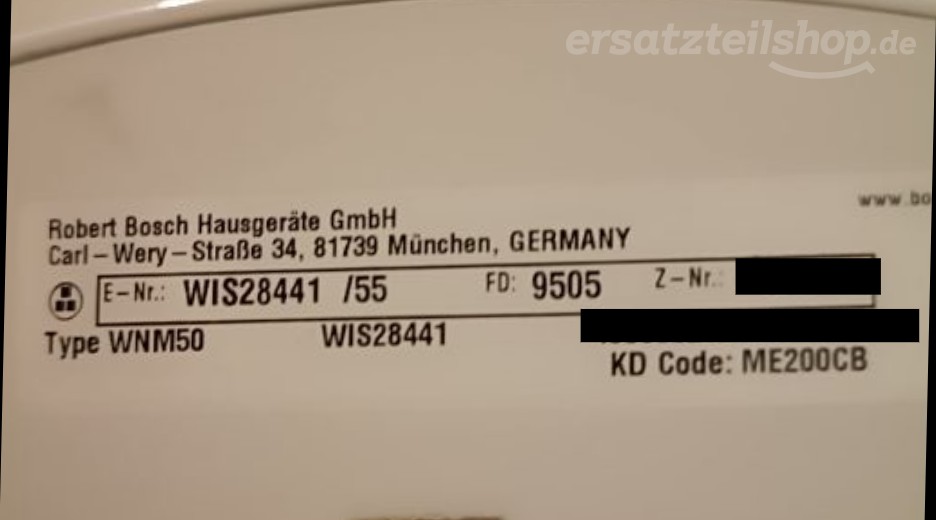 ersatzteilshop.de
www.bo
Robert Bosch Hausgeräte GmbH
Carl-Wery-Straße 34, 81739 München, GERMANY
E-Nr.: WIS28441 /55 FD: 9505 Z-Nr.:
Type WNM50 WIS28441
KD Code: ME200CB